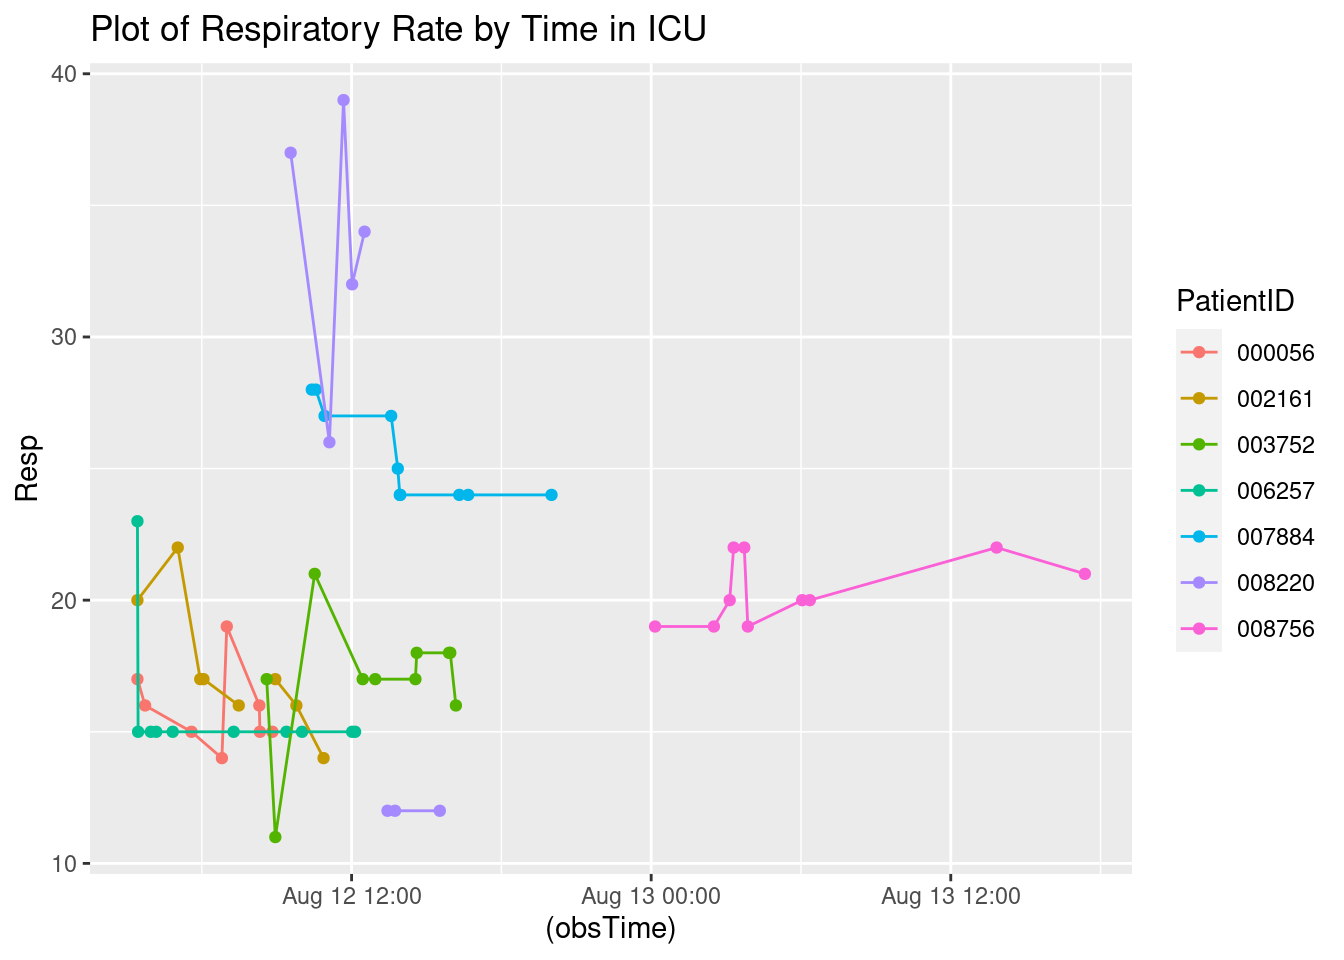 Plot of Respiratory Rate by Time in ICU
40
30
20
10
Resp
Aug 12 12:00
Aug 13 00:00
Aug 13 12:00
(obsTime)
PatientID
000056
002161
003752
006257
007884
008220
008756